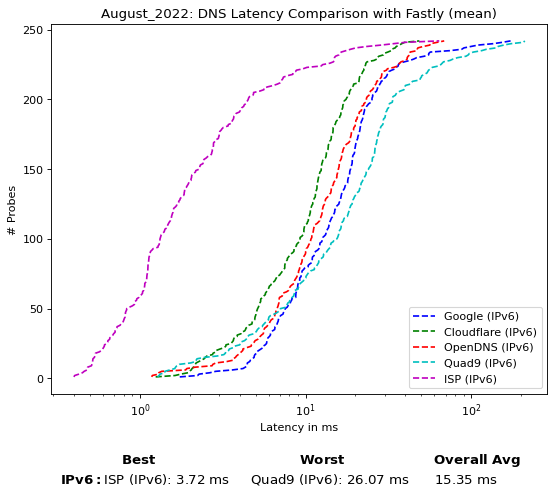 August_2022: DNS Latency Comparison with Fastly (mean)
250
200
150
100
50
0
# Probes
Google (IPv6)
Cloudflare (IPv6)
OpenDNS (IPv6)
Quad9 (IPv6)
ISP (IPv6)
10⁰ 10¹ 10²
Latency in ms
Best Worst Overall Avg
IPv6: ISP (IPv6): 3.72 ms Quad9 (IPv6): 26.07 ms 15.35 ms